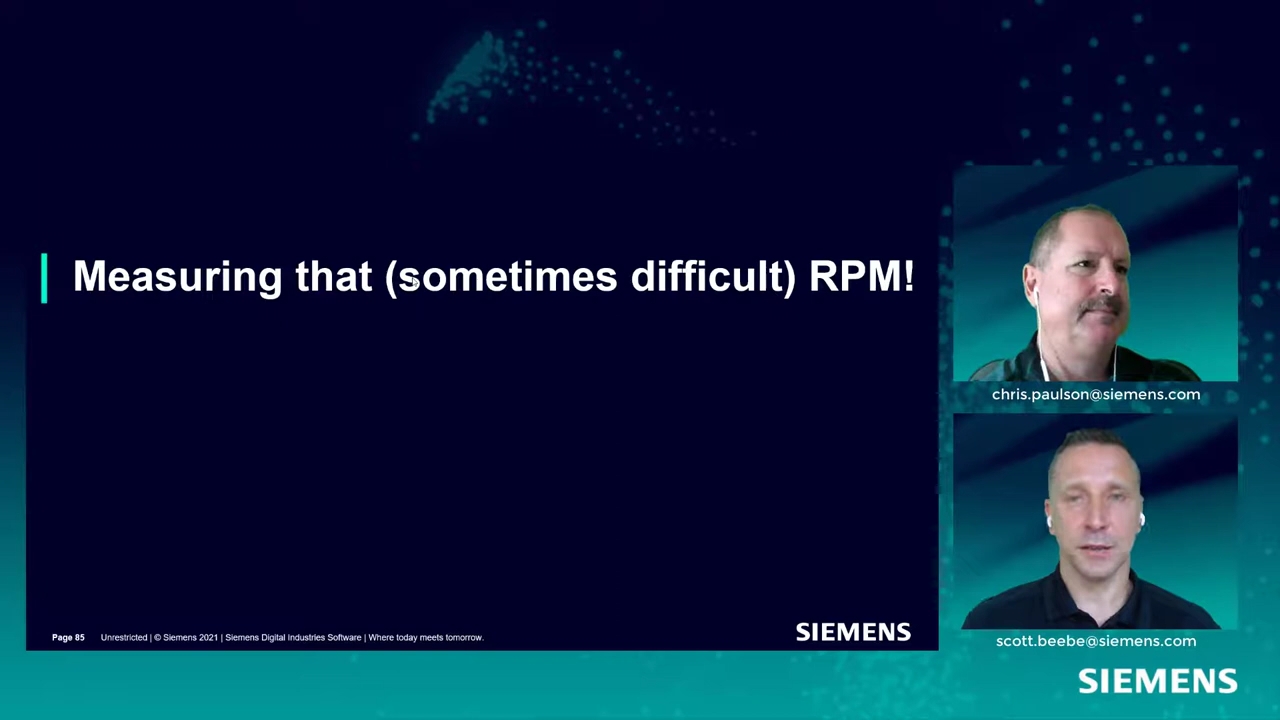 Measuring that (sometimes difficult) RPM!
Page 85 Unrestricted | © Siemens 2021 | Siemens Digital Industries Software | Where today meets tomorrow.
SIEMENS
chris.paulson@siemens.com
scott.beebe@siemens.com
SIEMENS